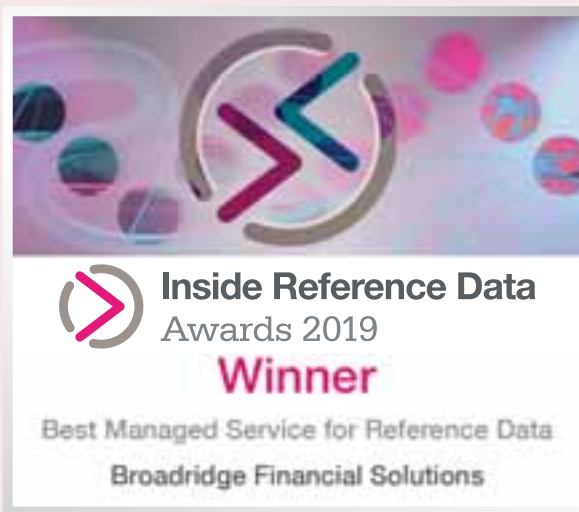 Inside Reference Data
Awards 2019
Winner
Best Managed Service for Reference Data
Broadridge Financial Solutions